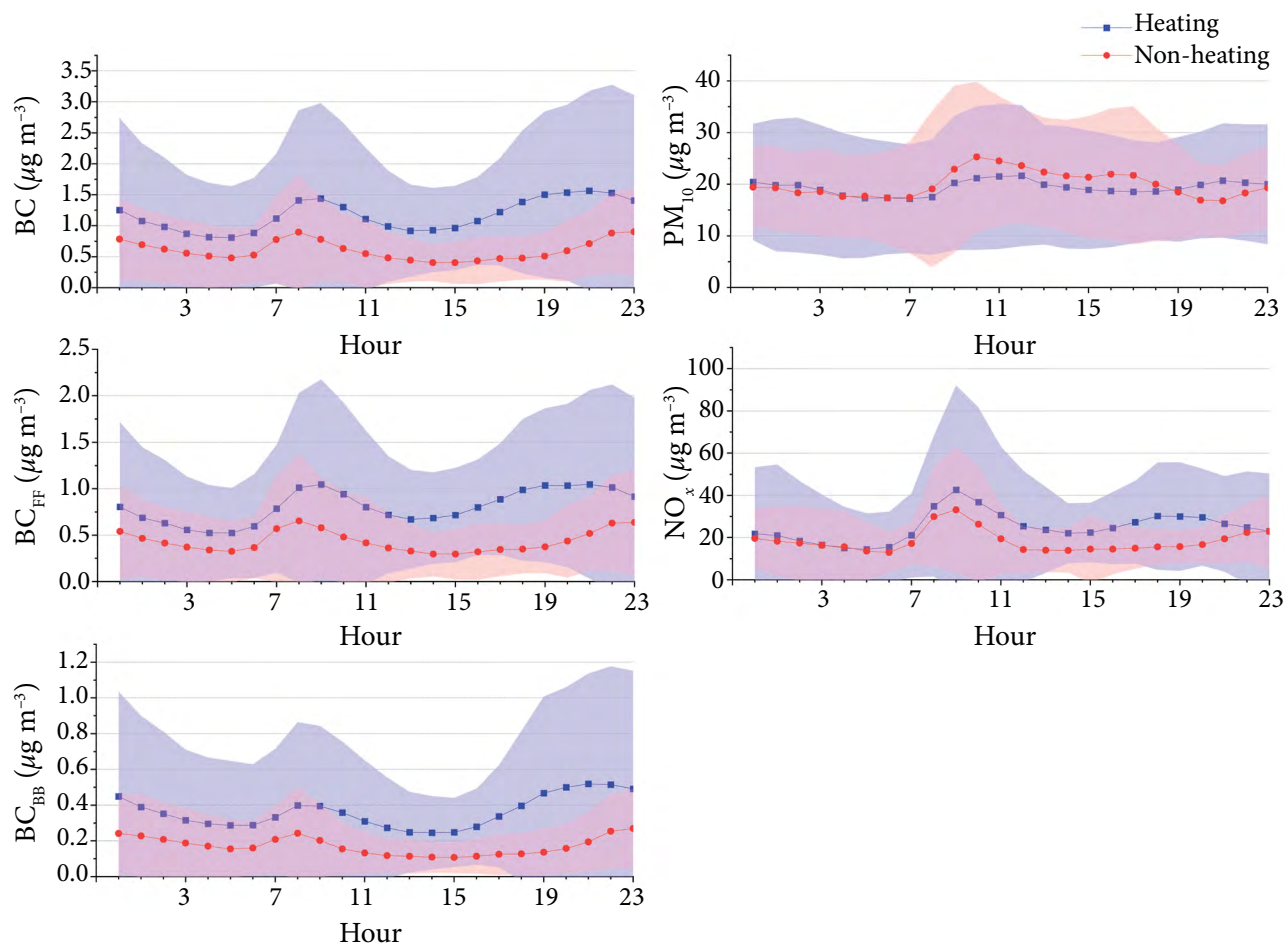 Heating
Non-heating
BC (μg m⁻³)
3.5
3.0
2.5
2.0
1.5
1.0
0.5
0.0
3 7 11 15 19 23
Hour
PM₁₀ (μg m⁻³)
40
30
20
10
0
3 7 11 15 19 23
Hour
BC_FF (μg m⁻³)
2.5
2.0
1.5
1.0
0.5
0.0
3 7 11 15 19 23
Hour
NOₓ (μg m⁻³)
100
80
60
40
20
0
3 7 11 15 19 23
Hour
BC_BB (μg m⁻³)
1.2
1.0
0.8
0.6
0.4
0.2
0.0
3 7 11 15 19 23
Hour